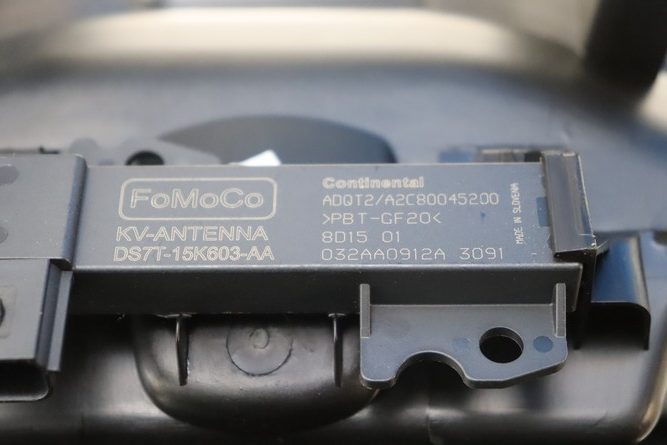 FoMoCo
KV-ANTENNA
DS7T-15K603-AA
Continental
ADGT2/A2C80045200
>PBT-GF20<
8D15 01
032AA0912A 3091
MADE IN SLOVENIA